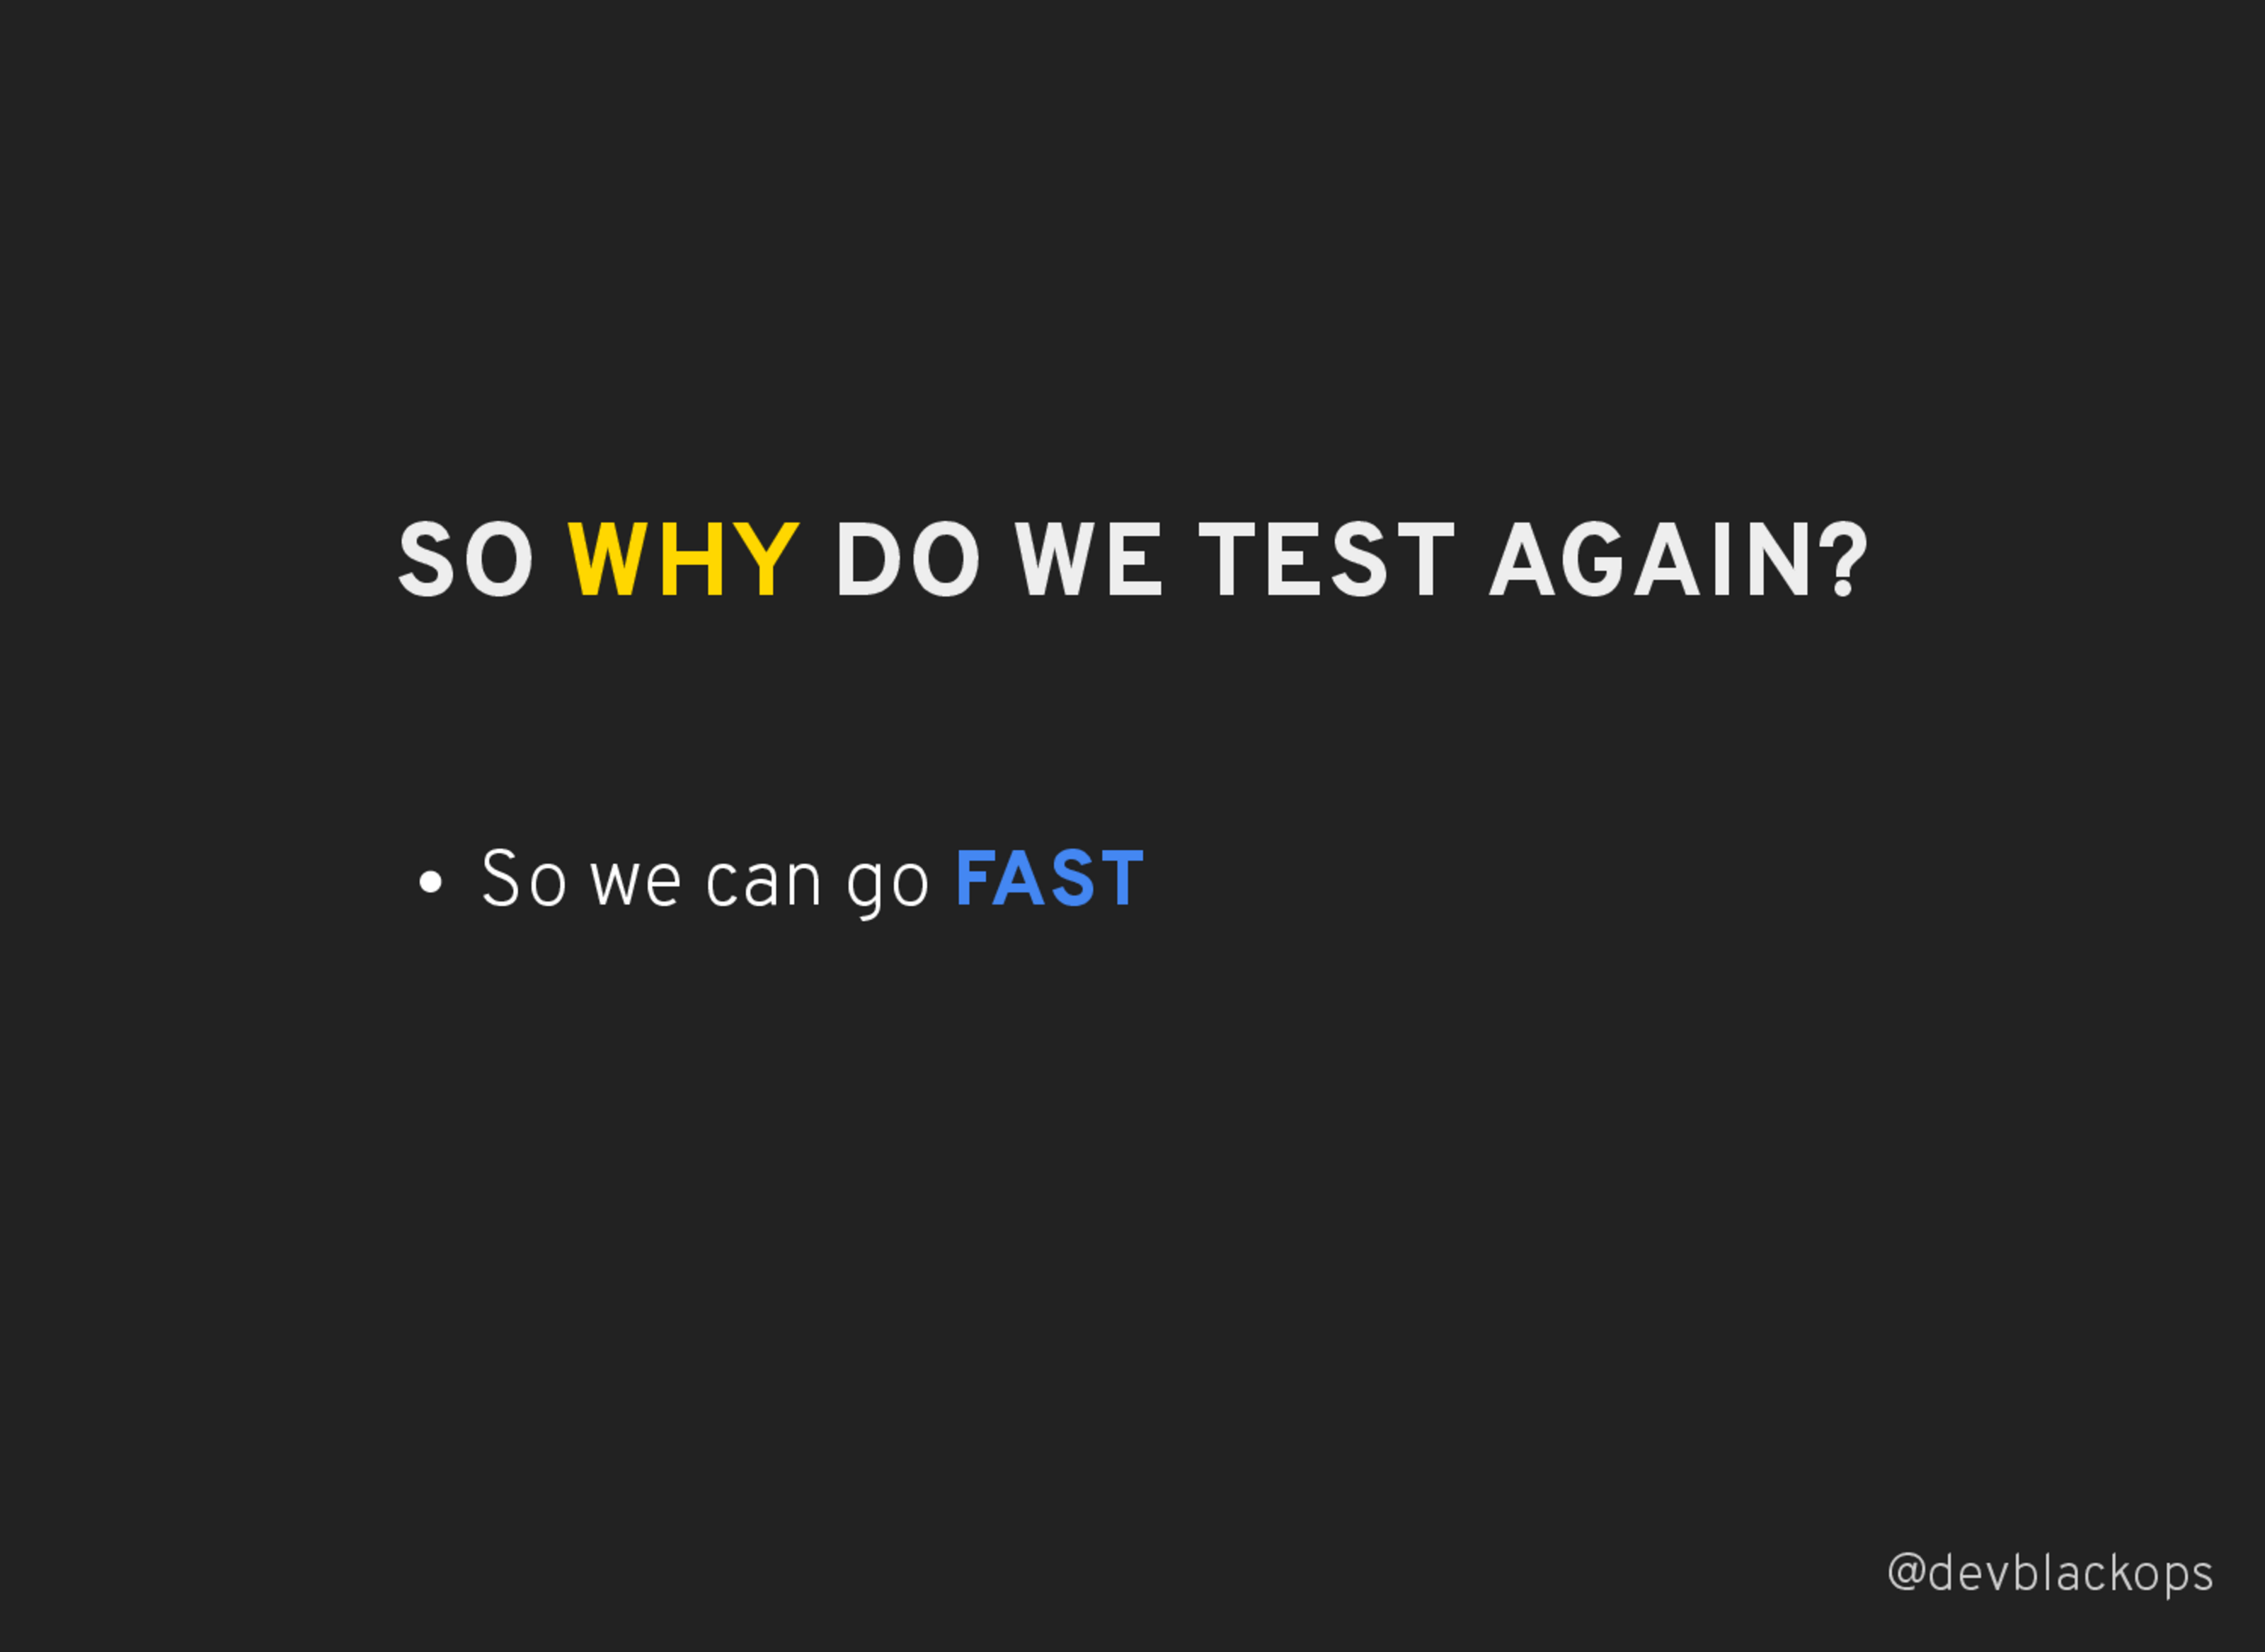 SO WHY DO WE TEST AGAIN?
• So we can go FAST
@devblackops